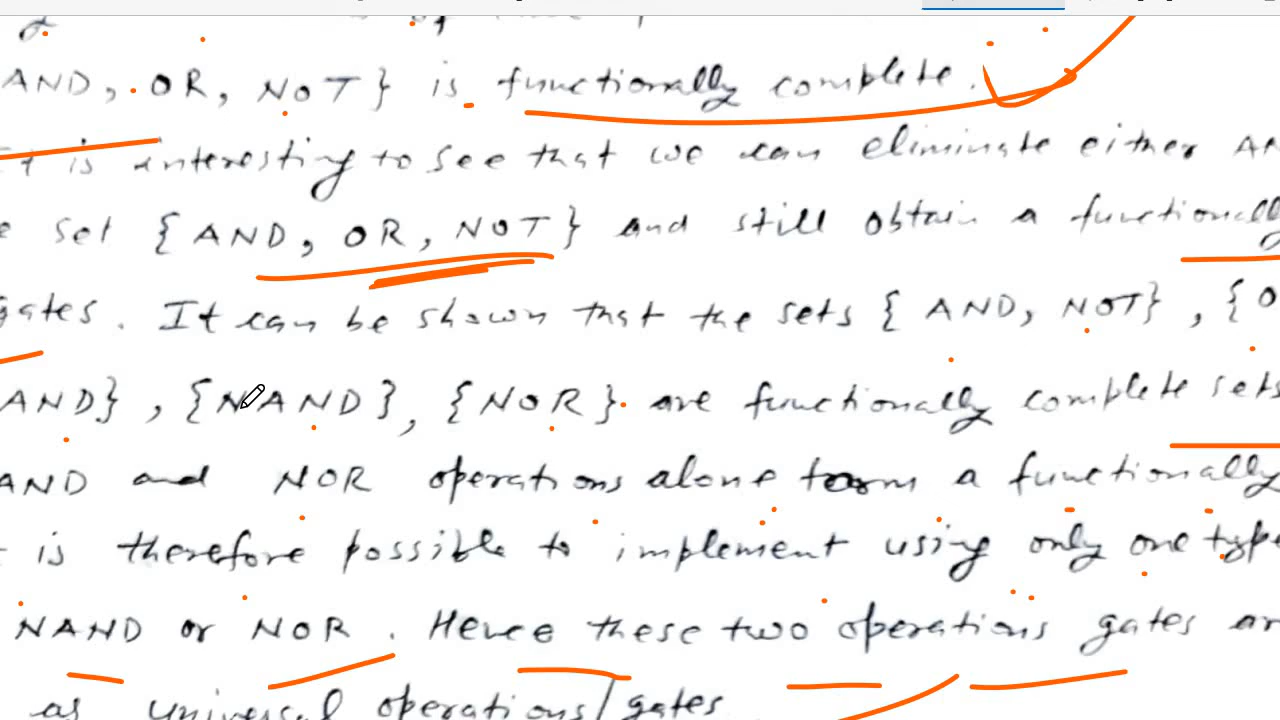 AND, OR, NOT} is functionally complete.
is interesting to see that we can eliminate either AN
set {AND, OR, NOT} and still obtain a functionally
gates. It can be shown that the sets { AND, NOT} , {O
AND} , {NAND}, {NOR} are functionally complete sets
AND and NOR operations alone form a functionally
is therefore possible to implement using only one type
NAND or NOR . Hence these two operations gates ar
as universal operations/gates